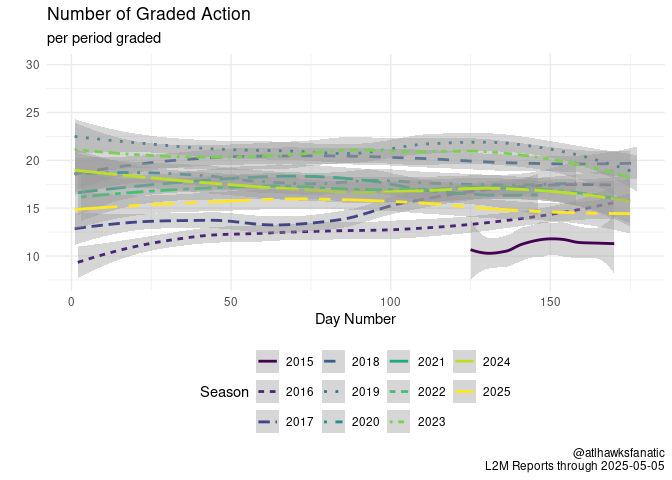 Number of Graded Action
per period graded
30
25
20
15
10
0 50 100 150
Day Number
Season
2015 2018 2021 2024
2016 2019 2022 2025
2017 2020 2023
@atlhawksfanatic
L2M Reports through 2025-05-05